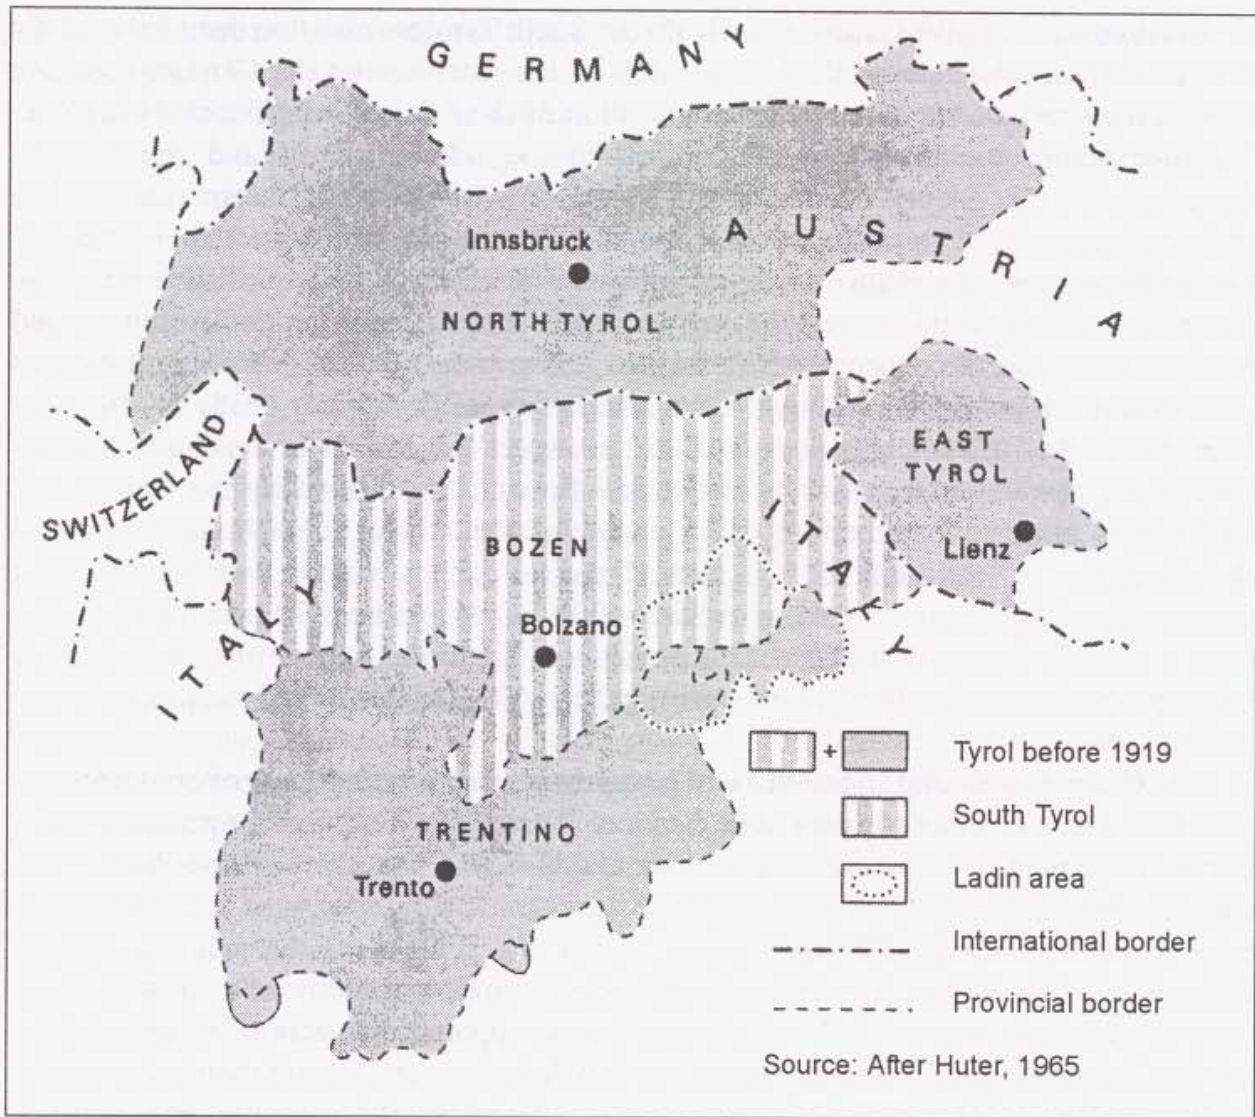 GERMANY
AUSTRIA
Innsbruck
NORTH TYROL
SWITZERLAND
EAST
TYROL
Lienz
BOZEN
ITALY
ITALY
Bolzano
TRENTINO
Trento
+
Tyrol before 1919
South Tyrol
Ladin area
International border
Provincial border
Source: After Huter, 1965